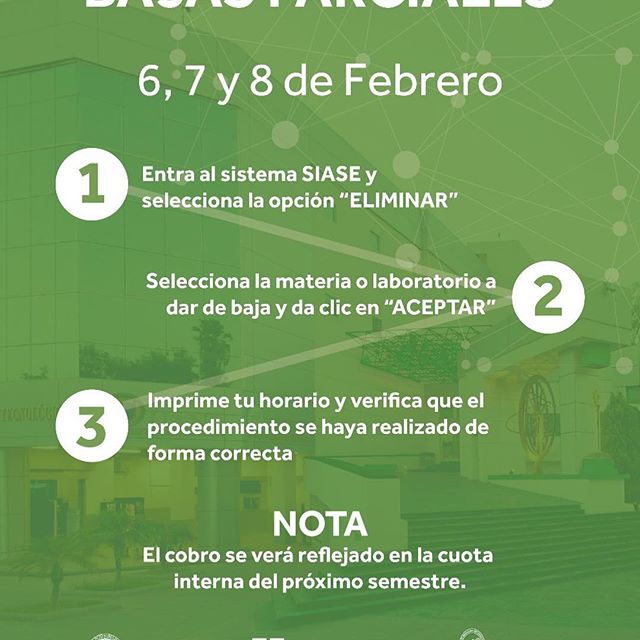 BAJAS PARCIALES
6, 7 y 8 de Febrero
1
Entra al sistema SIASE y
selecciona la opción “ELIMINAR”
Selecciona la materia o laboratorio a
dar de baja y da clic en “ACEPTAR”
2
3
Imprime tu horario y verifica que el
procedimiento se haya realizado de
forma correcta
NOTA
El cobro se verá reflejado en la cuota
interna del próximo semestre.